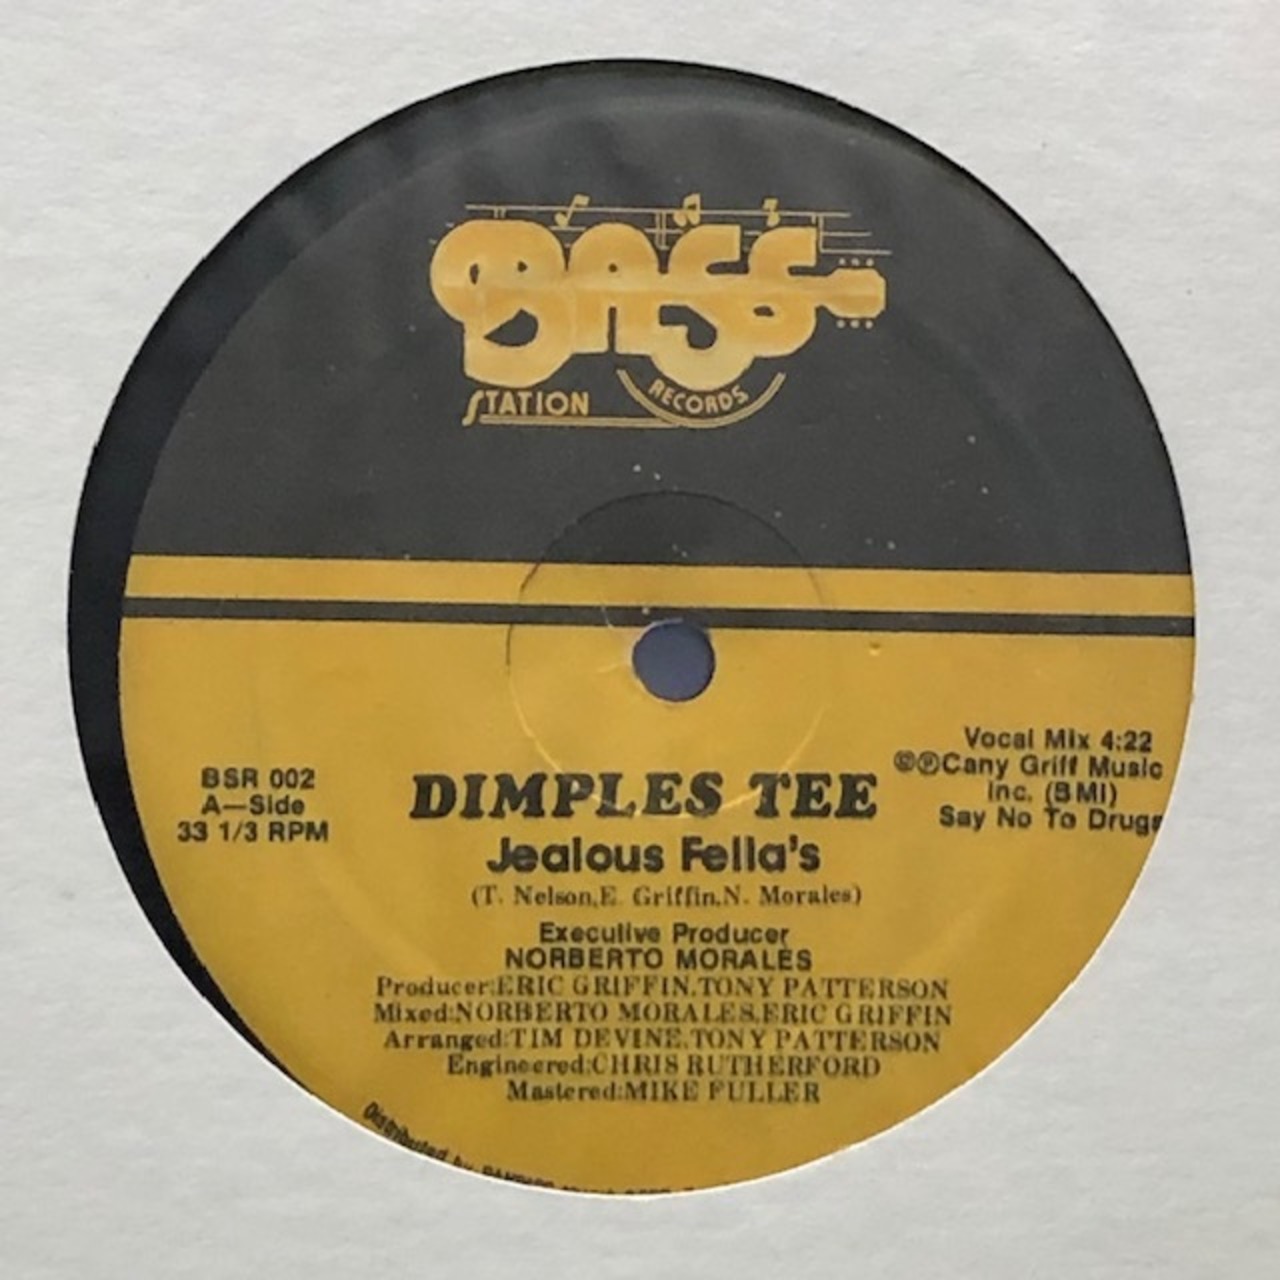 BASS
STATION RECORDS
BSR 002
A—Side
33 1/3 RPM
Vocal Mix 4:22
©℗Cany Griff Music
Inc. (BMI)
Say No To Drugs
DIMPLES TEE
Jealous Fella's
(T. Nelson,E. Griffin,N. Morales)
Executive Producer
NORBERTO MORALES
Producer:ERIC GRIFFIN,TONY PATTERSON
Mixed:NORBERTO MORALES,ERIC GRIFFIN
Arranged:TIM DEVINE,TONY PATTERSON
Engineered:CHRIS RUTHERFORD
Mastered:MIKE FULLER
Distributed by